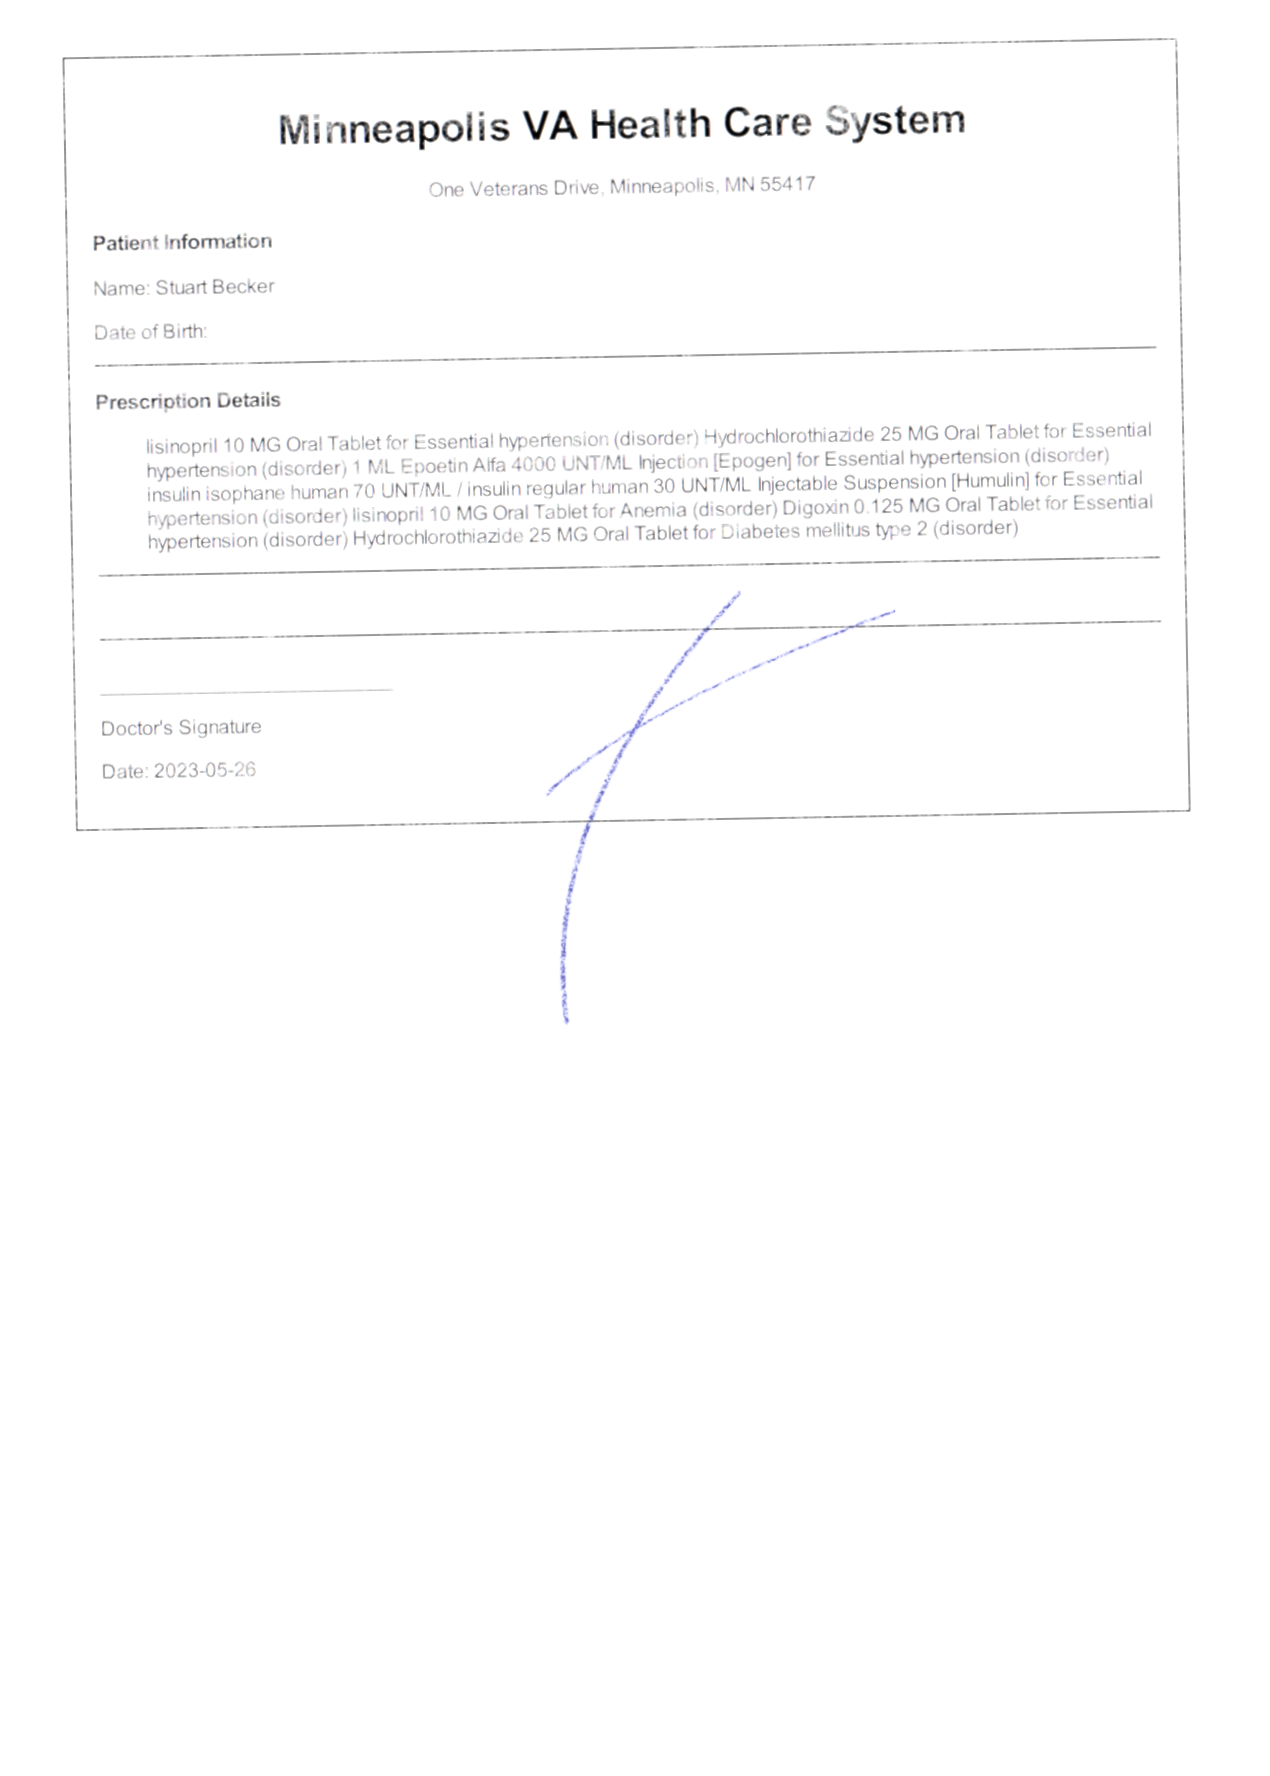 Minneapolis VA Health Care System
One Veterans Drive, Minneapolis, MN 55417
Patient Information
Name: Stuart Becker
Date of Birth:
Prescription Details
lisinopril 10 MG Oral Tablet for Essential hypertension (disorder) Hydrochlorothiazide 25 MG Oral Tablet for Essential
hypertension (disorder) 1 ML Epoetin Alfa 4000 UNT/ML Injection [Epogen] for Essential hypertension (disorder)
insulin isophane human 70 UNT/ML / insulin regular human 30 UNT/ML Injectable Suspension [Humulin] for Essential
hypertension (disorder) lisinopril 10 MG Oral Tablet for Anemia (disorder) Digoxin 0.125 MG Oral Tablet for Essential
hypertension (disorder) Hydrochlorothiazide 25 MG Oral Tablet for Diabetes mellitus type 2 (disorder)
Doctor's Signature
Date: 2023-05-26